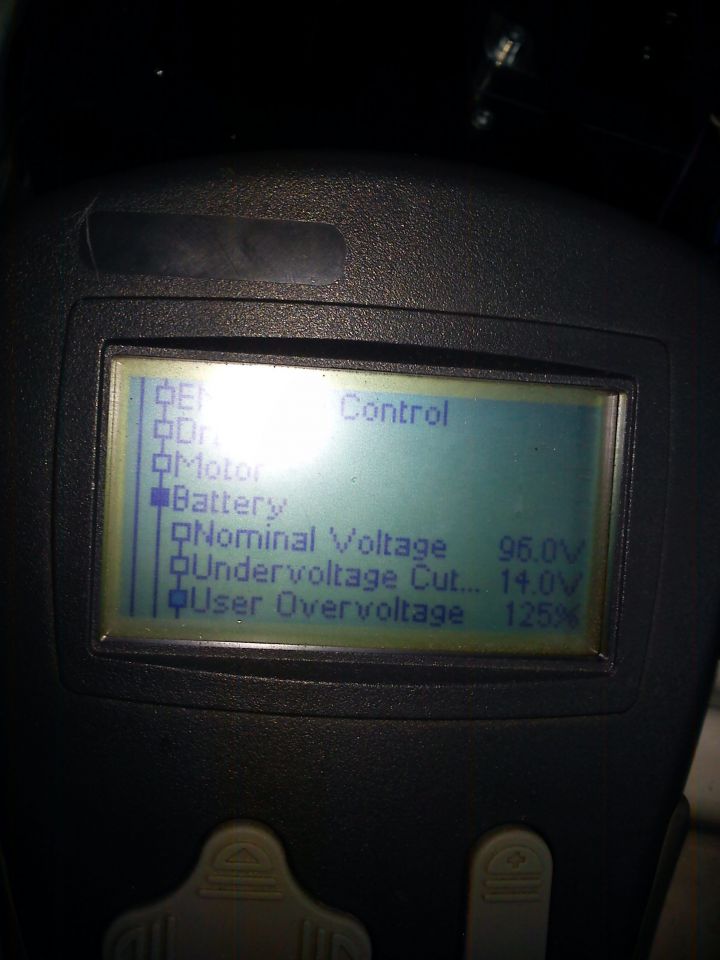 Control
Motor
Battery
Nominal Voltage 96.0V
Undervoltage Cut... 14.0V
User Overvoltage 125%
+